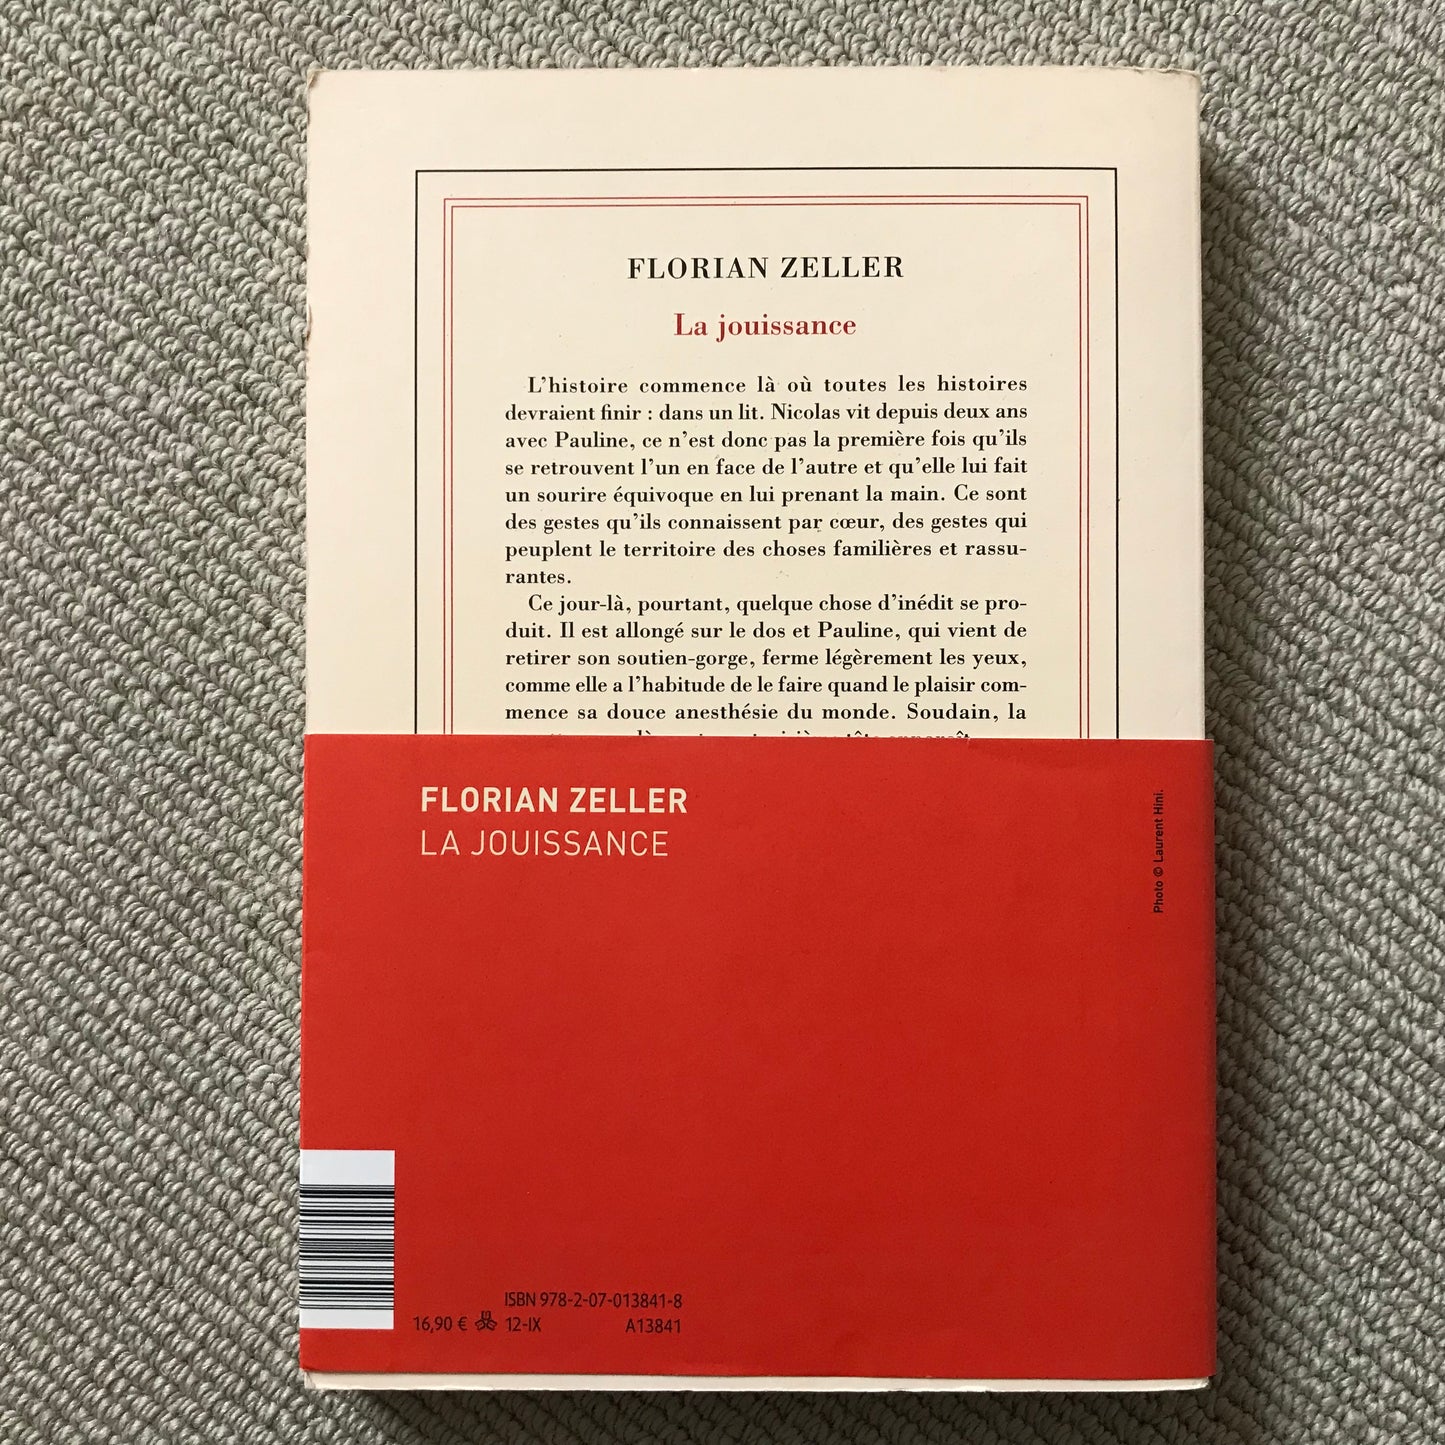 FLORIAN ZELLER
La jouissance
L'histoire commence là où toutes les histoires
devraient finir : dans un lit. Nicolas vit depuis deux ans
avec Pauline, ce n'est donc pas la première fois qu'ils
se retrouvent l'un en face de l'autre et qu'elle lui fait
un sourire équivoque en lui prenant la main. Ce sont
des gestes qu'ils connaissent par cœur, des gestes qui
peuplent le territoire des choses familières et rassu-
rantes.
Ce jour-là, pourtant, quelque chose d'inédit se pro-
duit. Il est allongé sur le dos et Pauline, qui vient de
retirer son soutien-gorge, ferme légèrement les yeux,
comme elle a l'habitude de le faire quand le plaisir com-
mence sa douce anesthésie du monde. Soudain, la
FLORIAN ZELLER
LA JOUISSANCE
Photo © Laurent Hini.
ISBN 978-2-07-013841-8
16,90 € 12-IX A13841